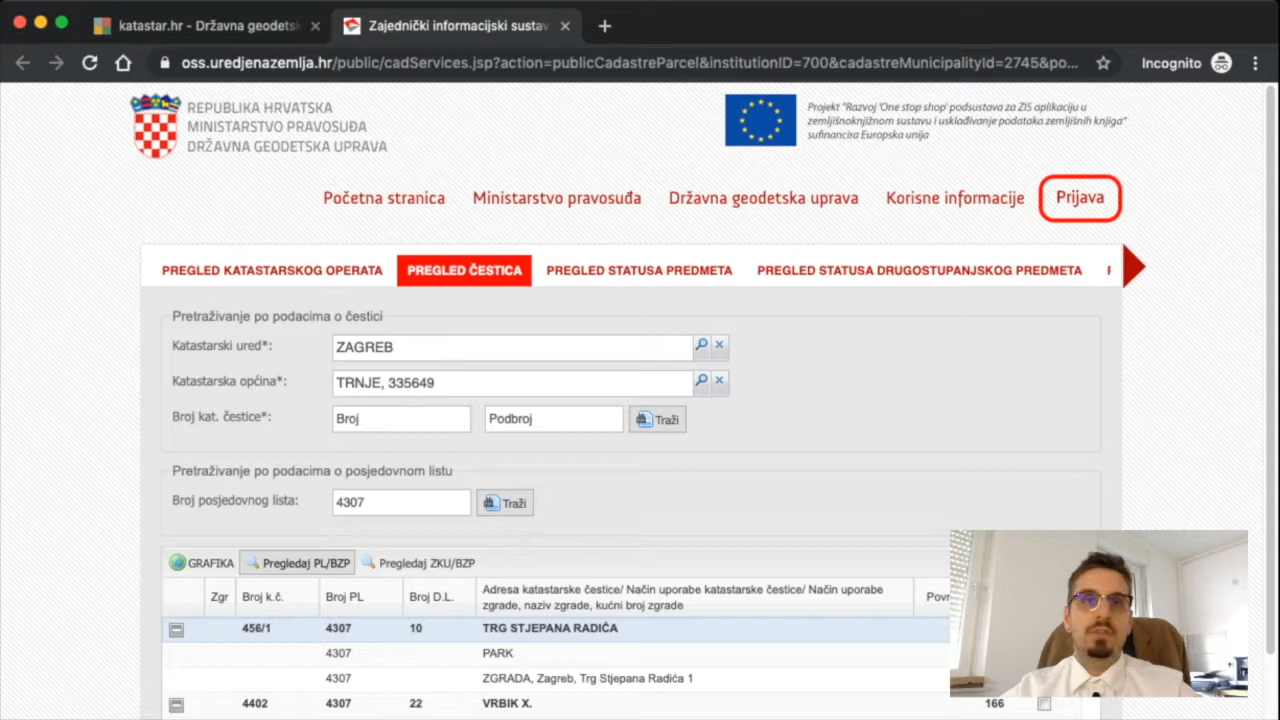 katastar.hr - Državna geodets
Zajednički informacijski sustav
oss.uredjenazemlja.hr/public/cadServices.jsp?action=publicCadastreParcel&institutionID=700&cadastreMunicipalityId=2745&po...
Incognito
REPUBLIKA HRVATSKA
MINISTARSTVO PRAVOSUĐA
DRŽAVNA GEODETSKA UPRAVA
Projekt "Razvoj 'One stop shop' podsustava za ZIS aplikaciju u
zemljišnoknjižnom sustavu i usklađivanje podataka zemljišnih knjiga"
sufinancira Europska unija
Početna stranica Ministarstvo pravosuđa Državna geodetska uprava Korisne informacije Prijava
PREGLED KATASTARSKOG OPERATA PREGLED ČESTICA PREGLED STATUSA PREDMETA PREGLED STATUSA DRUGOSTUPANJSKOG PREDMETA
Pretraživanje po podacima o čestici
Katastarski ured*: ZAGREB
Katastarska općina*: TRNJE, 335649
Broj kat. čestice*: Broj Podbroj Traži
Pretraživanje po podacima o posjedovnom listu
Broj posjedovnog lista: 4307 Traži
GRAFIKA Pregledaj PL/BZP Pregledaj ZKU/BZP
Zgr Broj k.č. Broj PL Broj D.L. Adresa katastarske čestice/ Način uporabe katastarske čestice/ Način uporabe
zgrade, naziv zgrade, kućni broj zgrade
Povr
456/1 4307 10 TRG STJEPANA RADIĆA
4307 PARK
4307 ZGRADA, Zagreb, Trg Stjepana Radića 1
4402 4307 22 VRBIK X. 166